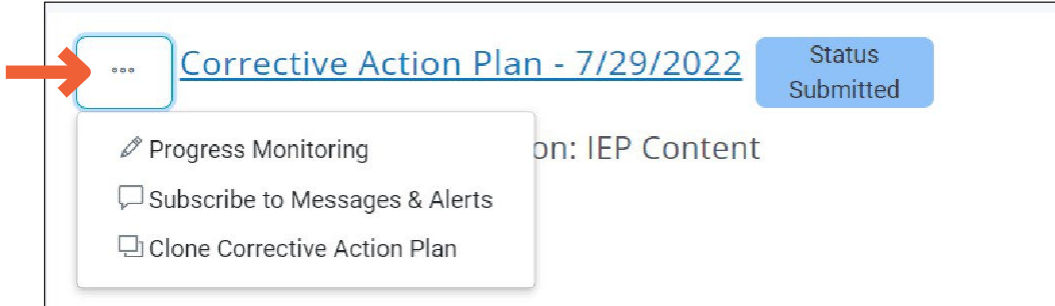 Corrective Action Plan - 7/29/2022
Status
Submitted
on: IEP Content
Progress Monitoring
Subscribe to Messages & Alerts
Clone Corrective Action Plan